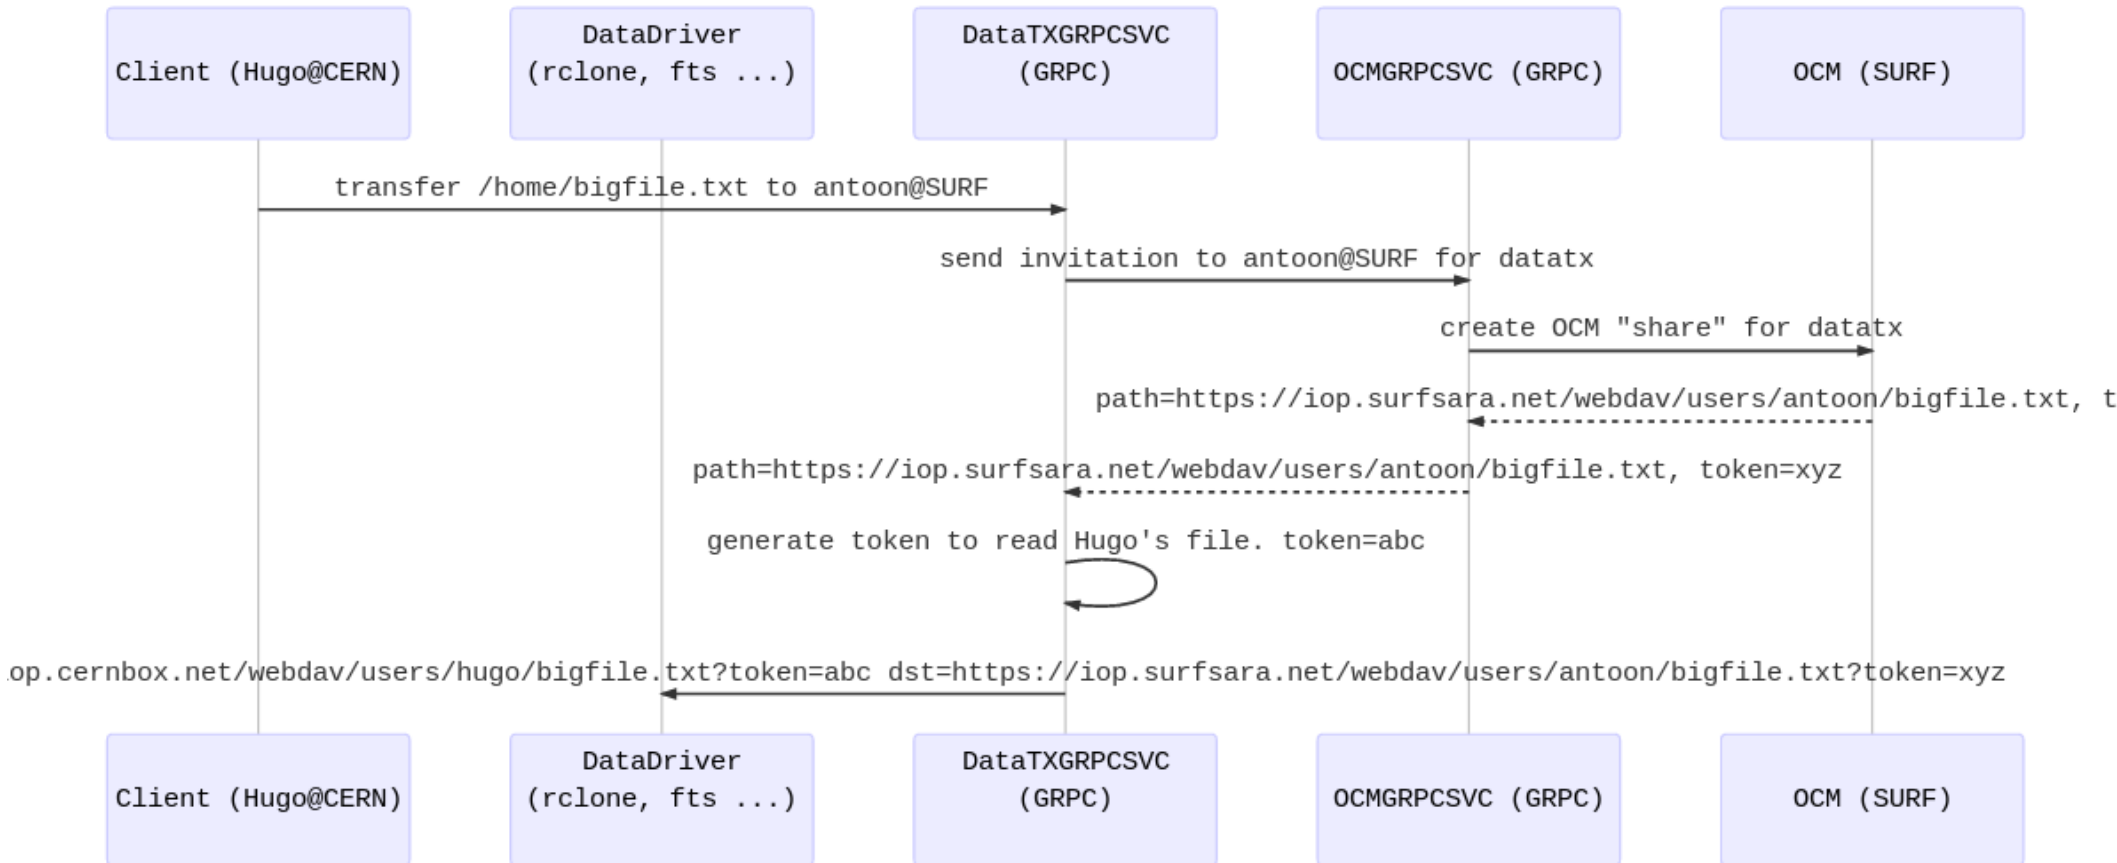 Client (Hugo@CERN)
DataDriver
(rclone, fts ...)
DataTXGRPCSVC
(GRPC)
OCMGRPCSVC (GRPC)
OCM (SURF)
transfer /home/bigfile.txt to antoon@SURF
send invitation to antoon@SURF for datatx
create OCM "share" for datatx
path=https://iop.surfsara.net/webdav/users/antoon/bigfile.txt, t
path=https://iop.surfsara.net/webdav/users/antoon/bigfile.txt, token=xyz
generate token to read Hugo's file. token=abc
op.cernbox.net/webdav/users/hugo/bigfile.txt?token=abc dst=https://iop.surfsara.net/webdav/users/antoon/bigfile.txt?token=xyz
Client (Hugo@CERN)
DataDriver
(rclone, fts ...)
DataTXGRPCSVC
(GRPC)
OCMGRPCSVC (GRPC)
OCM (SURF)